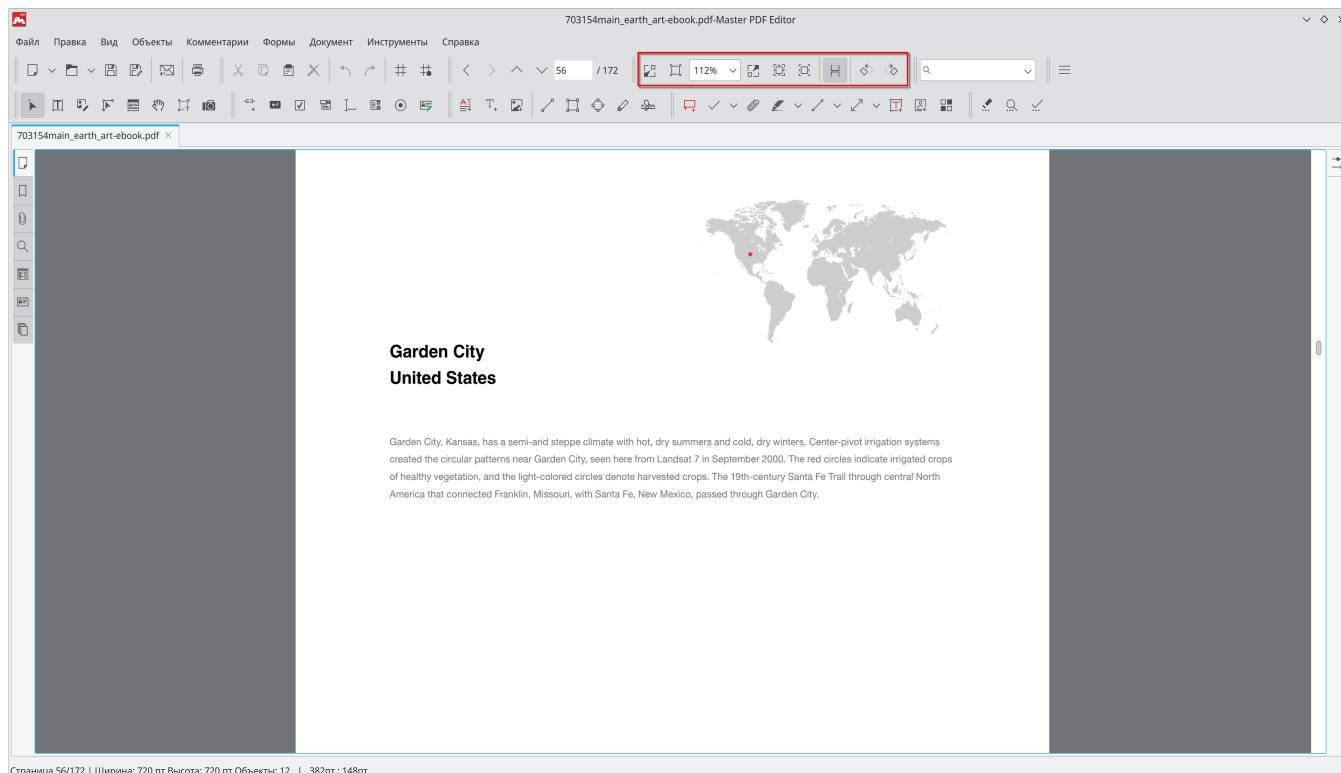 703154main_earth_art-ebook.pdf-Master PDF Editor
Файл Правка Вид Объекты Комментарии Формы Документ Инструменты Справка
56 / 172 112%
703154main_earth_art-ebook.pdf
Garden City
United States
Garden City, Kansas, has a semi-arid steppe climate with hot, dry summers and cold, dry winters. Center-pivot irrigation systems
created the circular patterns near Garden City, seen here from Landsat 7 in September 2000. The red circles indicate irrigated crops
of healthy vegetation, and the light-colored circles denote harvested crops. The 19th-century Santa Fe Trail through central North
America that connected Franklin, Missouri, with Santa Fe, New Mexico, passed through Garden City.
Страница 56/172 | Ширина: 720 пт Высота: 720 пт Объекты: 12 | 382пт : 148пт